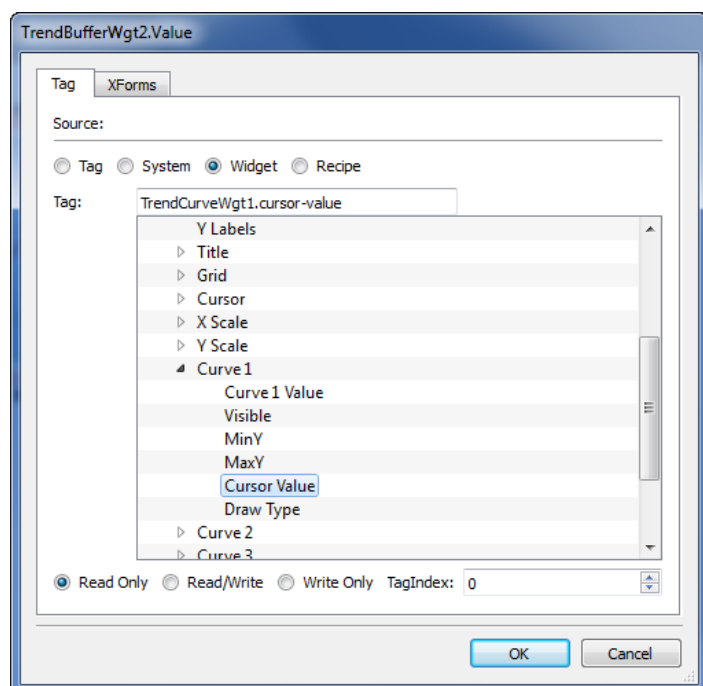 TrendBufferWgt2.Value
Tag XForms
Source:
Tag System Widget Recipe
Tag: TrendCurveWgt1.cursor-value
Y Labels
Title
Grid
Cursor
X Scale
Y Scale
Curve 1
Curve 1 Value
Visible
MinY
MaxY
Cursor Value
Draw Type
Curve 2
Curve 3
Read Only Read/Write Write Only TagIndex: 0
OK Cancel